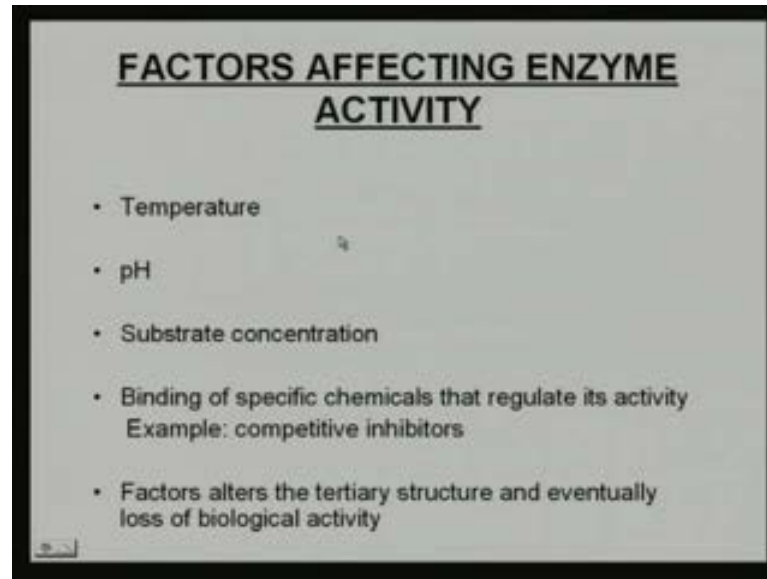 FACTORS AFFECTING ENZYME
ACTIVITY
• Temperature
• pH
• Substrate concentration
• Binding of specific chemicals that regulate its activity
Example: competitive inhibitors
• Factors alters the tertiary structure and eventually
loss of biological activity